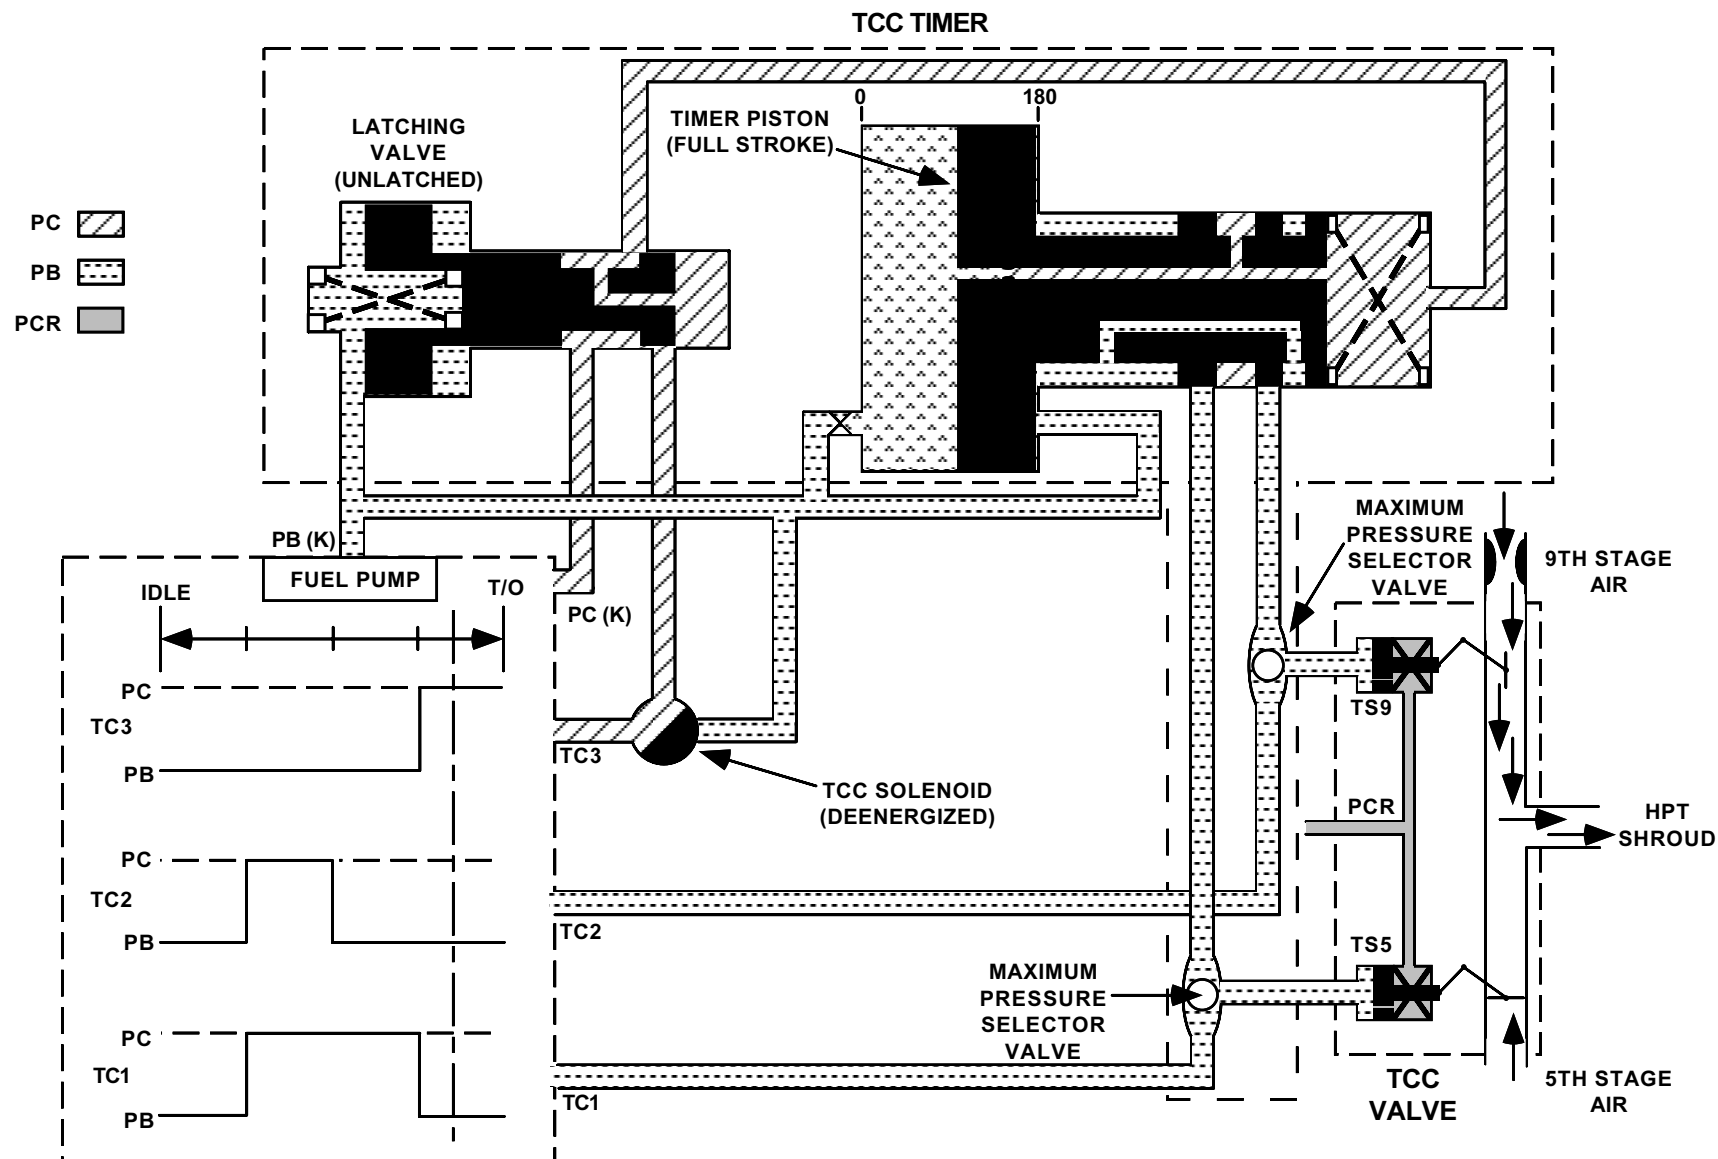 TCC TIMER
0
180
LATCHING
VALVE
(UNLATCHED)
TIMER PISTON
(FULL STROKE)
PC
PB
PCR
PB (K)
FUEL PUMP
IDLE
T/O
PC (K)
MAXIMUM
PRESSURE
SELECTOR
VALVE
9TH STAGE
AIR
PC
TC3
PB
TC3
TS9
TCC SOLENOID
(DEENERGIZED)
PCR
HPT
SHROUD
PC
TC2
PB
TC2
TS5
MAXIMUM
PRESSURE
SELECTOR
VALVE
PC
TC1
PB
TC1
TCC
VALVE
5TH STAGE
AIR